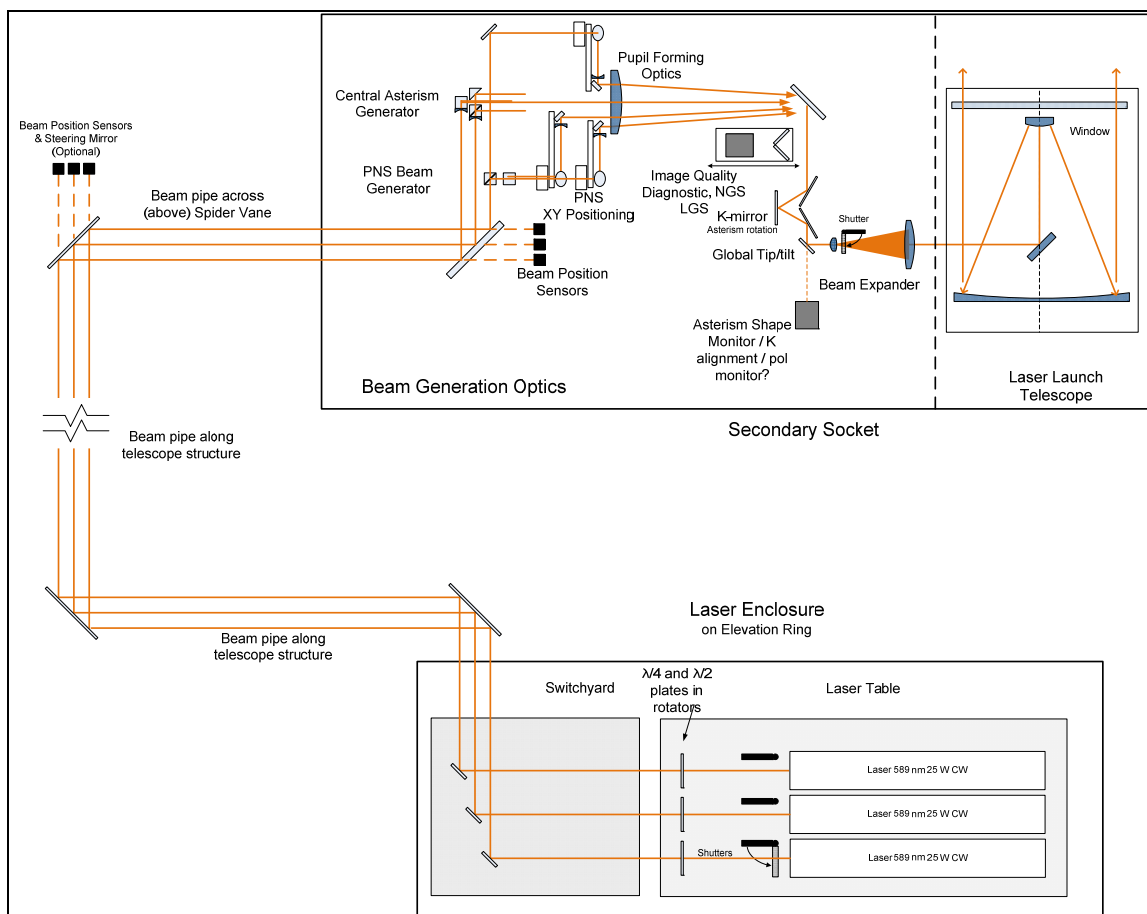 Pupil Forming
Optics
Central Asterism
Generator
Beam Position Sensors
& Steering Mirror
(Optional)
Window
PNS Beam
Generator
Image Quality
Diagnostic, NGS
LGS
Beam pipe across
(above) Spider Vane
PNS
XY Positioning
K-mirror
Asterism rotation
Shutter
Global Tip/tilt
Beam Position
Sensors
Beam Expander
Asterism Shape
Monitor / K
alignment / pol
monitor?
Beam Generation Optics
Laser Launch
Telescope
Secondary Socket
Beam pipe along
telescope structure
Laser Enclosure
on Elevation Ring
Beam pipe along
telescope structure
λ/4 and λ/2
plates in
rotators
Switchyard
Laser Table
Laser 589 nm 25 W CW
Laser 589 nm 25 W CW
Shutters
Laser 589 nm 25 W CW